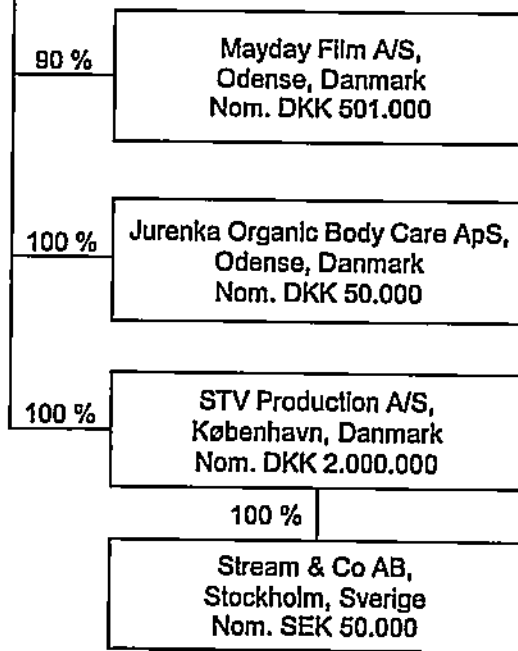 90 %
Mayday Film A/S,
Odense, Danmark
Nom. DKK 501.000
100 %
Jurenka Organic Body Care ApS,
Odense, Danmark
Nom. DKK 50.000
100 %
STV Production A/S,
København, Danmark
Nom. DKK 2.000.000
100 %
Stream & Co AB,
Stockholm, Sverige
Nom. SEK 50.000